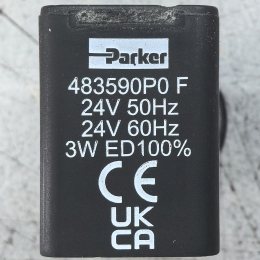 Parker
483590P0 F
24V 50Hz
24V 60Hz
3W ED100%
CE
UK
CA